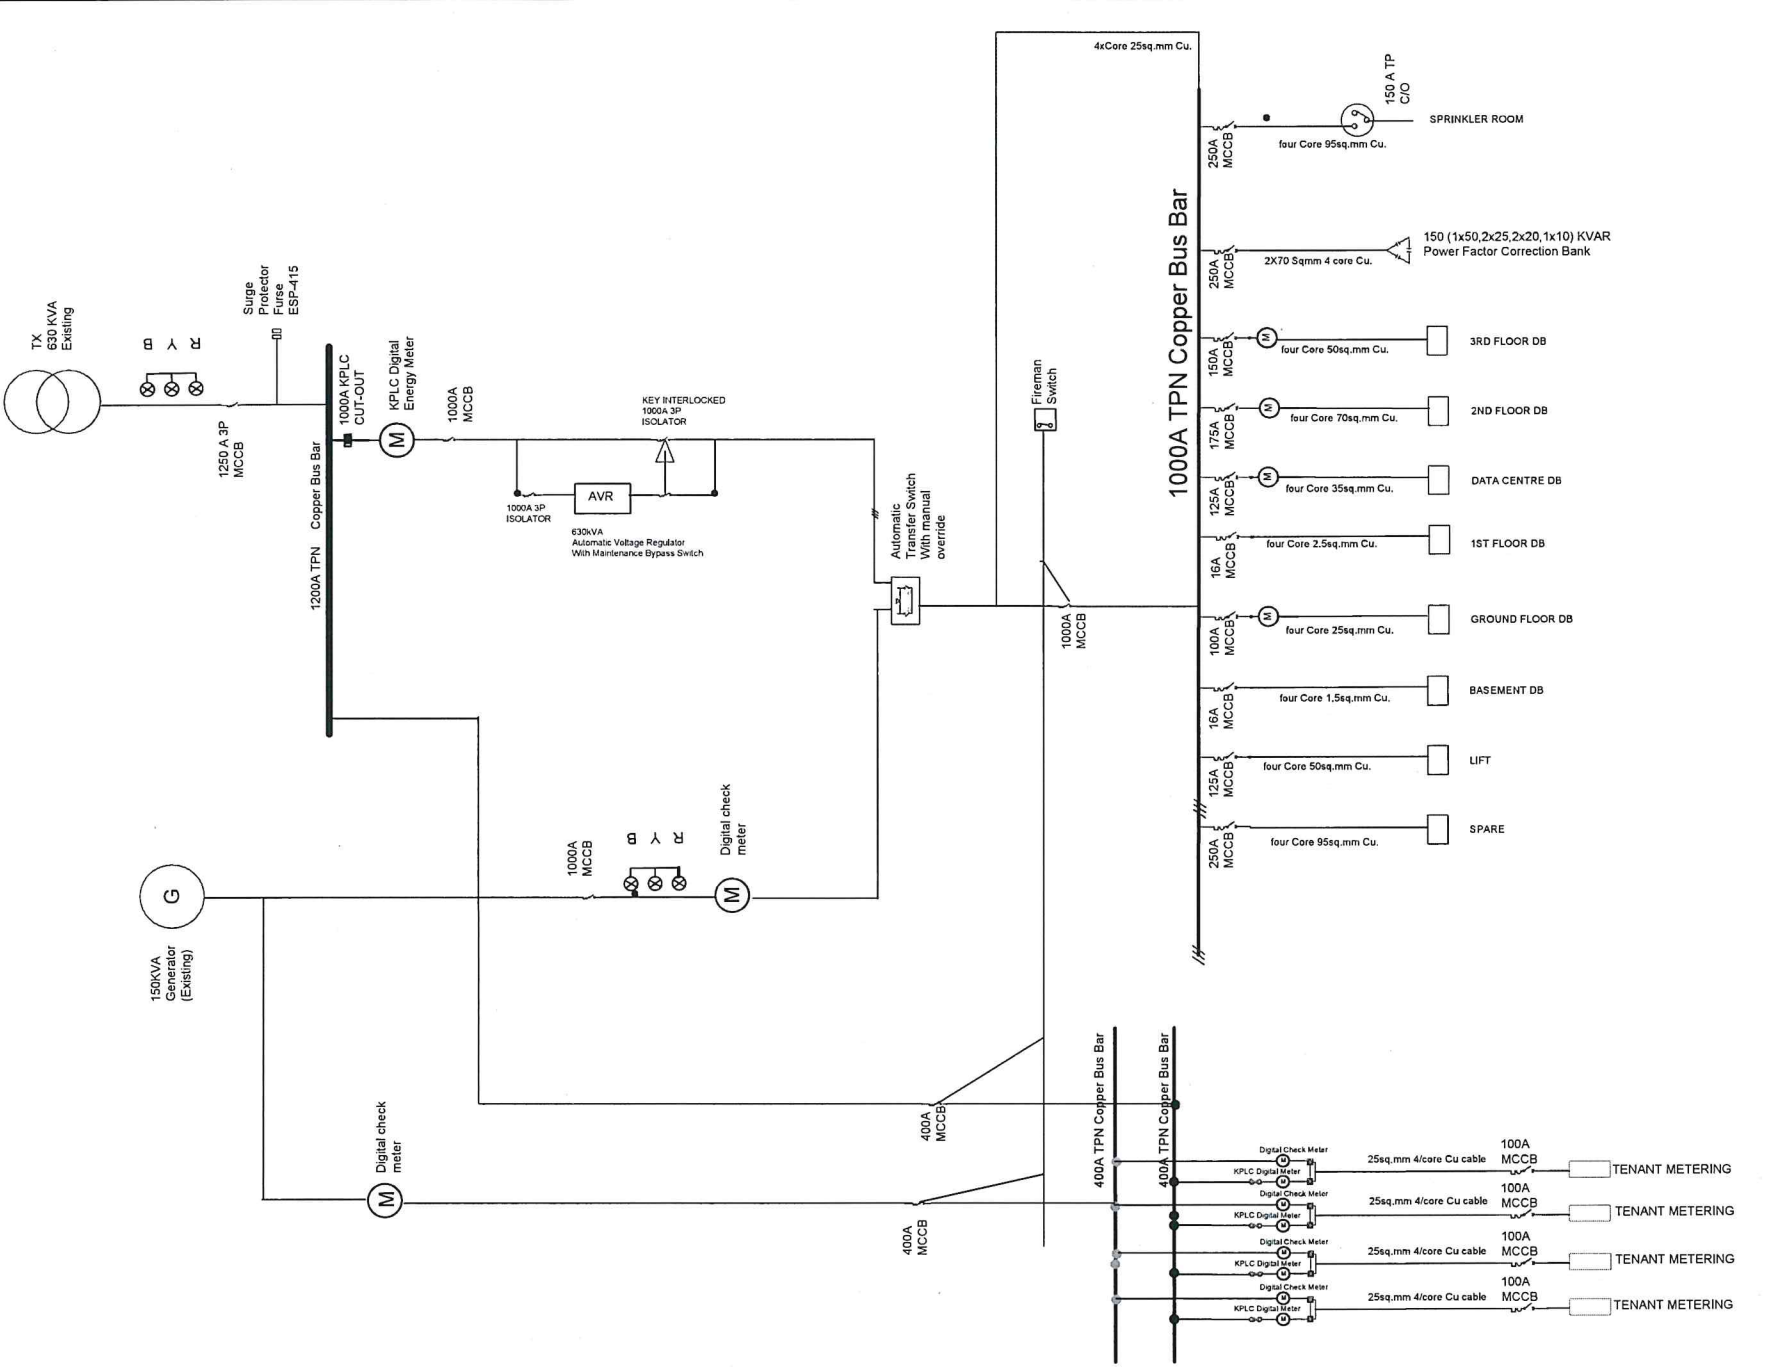 4xCore 25sq.mm Cu.
150 A TP
C/O
SPRINKLER ROOM
250A
MCCB
four Core 95sq.mm Cu.
1000A TPN Copper Bus Bar
250A
MCCB
2X70 Sqmm 4 core Cu.
150 (1x50,2x25,2x20,1x10) KVAR
Power Factor Correction Bank
150A
MCCB
M
four Core 50sq.mm Cu.
3RD FLOOR DB
175A
MCCB
M
four Core 70sq.mm Cu.
2ND FLOOR DB
125A
MCCB
M
four Core 35sq.mm Cu.
DATA CENTRE DB
16A
MCCB
four Core 2.5sq.mm Cu.
1ST FLOOR DB
100A
MCCB
M
four Core 25sq.mm Cu.
GROUND FLOOR DB
16A
MCCB
four Core 1.5sq.mm Cu.
BASEMENT DB
125A
MCCB
four Core 50sq.mm Cu.
LIFT
250A
MCCB
four Core 95sq.mm Cu.
SPARE
TX
630 KVA
Existing
R Y B
1250 A 3P
MCCB
Surge
Protector
Furse
ESP-415
1200A TPN Copper Bus Bar
1000A KPLC
CUT-OUT
KPLC Digital
Energy Meter
M
1000A
MCCB
KEY INTERLOCKED
1000A 3P
ISOLATOR
1000A 3P
ISOLATOR
AVR
630kVA
Automatic Voltage Regulator
With Maintenance Bypass Switch
Automatic
Transfer Switch
With manual
override
Fireman
Switch
1000A
MCCB
G
150KVA
Generator
(Existing)
1000A
MCCB
R Y B
Digital check
meter
M
Digital check
meter
M
400A
MCCB
400A
MCCB
400A TPN Copper Bus Bar
400A TPN Copper Bus Bar
Digital Check Meter
M
KPLC Digital Meter
M
25sq.mm 4/core Cu cable
100A
MCCB
TENANT METERING
Digital Check Meter
M
KPLC Digital Meter
M
25sq.mm 4/core Cu cable
100A
MCCB
TENANT METERING
Digital Check Meter
M
KPLC Digital Meter
M
25sq.mm 4/core Cu cable
100A
MCCB
TENANT METERING
Digital Check Meter
M
KPLC Digital Meter
M
25sq.mm 4/core Cu cable
100A
MCCB
TENANT METERING